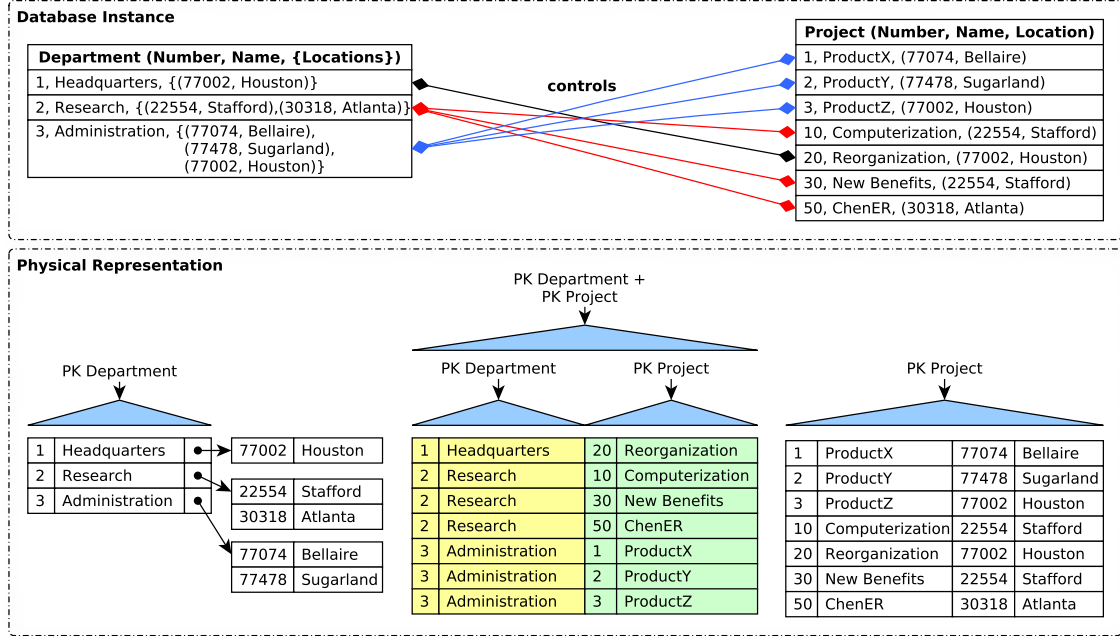 Database Instance
Department (Number, Name, {Locations})
1, Headquarters, {(77002, Houston)}
2, Research, {(22554, Stafford),(30318, Atlanta)}
3, Administration, {(77074, Bellaire),
(77478, Sugarland),
(77002, Houston)}
controls
Project (Number, Name, Location)
1, ProductX, (77074, Bellaire)
2, ProductY, (77478, Sugarland)
3, ProductZ, (77002, Houston)
10, Computerization, (22554, Stafford)
20, Reorganization, (77002, Houston)
30, New Benefits, (22554, Stafford)
50, ChenER, (30318, Atlanta)
Physical Representation
PK Department
1 Headquarters
2 Research
3 Administration
77002 Houston
22554 Stafford
30318 Atlanta
77074 Bellaire
77478 Sugarland
PK Department +
PK Project
PK Department PK Project
1 Headquarters 20 Reorganization
2 Research 10 Computerization
2 Research 30 New Benefits
2 Research 50 ChenER
3 Administration 1 ProductX
3 Administration 2 ProductY
3 Administration 3 ProductZ
PK Project
1 ProductX 77074 Bellaire
2 ProductY 77478 Sugarland
3 ProductZ 77002 Houston
10 Computerization 22554 Stafford
20 Reorganization 77002 Houston
30 New Benefits 22554 Stafford
50 ChenER 30318 Atlanta